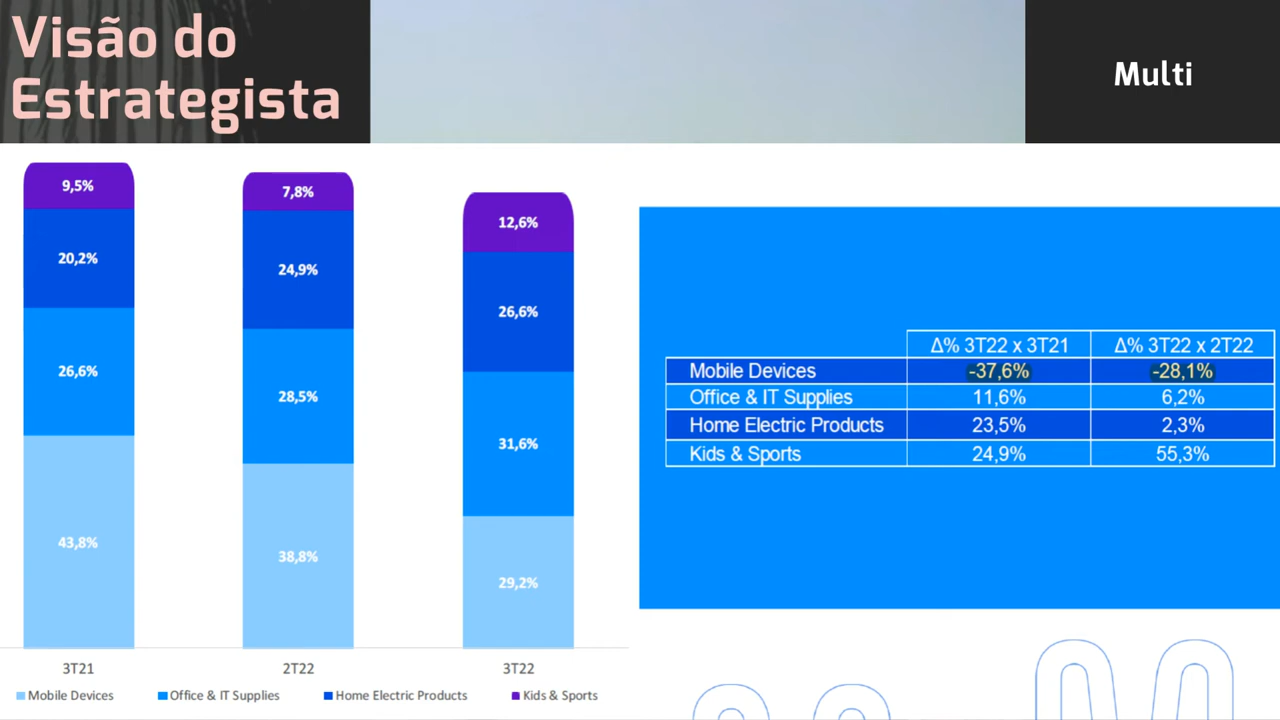 Visão do
Estrategista
Multi
9,5%
20,2%
26,6%
43,8%
7,8%
24,9%
28,5%
38,8%
12,6%
26,6%
31,6%
29,2%
3T21
2T22
3T22
Mobile Devices
Office & IT Supplies
Home Electric Products
Kids & Sports
Δ% 3T22 x 3T21 Δ% 3T22 x 2T22
Mobile Devices -37,6% -28,1%
Office & IT Supplies 11,6% 6,2%
Home Electric Products 23,5% 2,3%
Kids & Sports 24,9% 55,3%